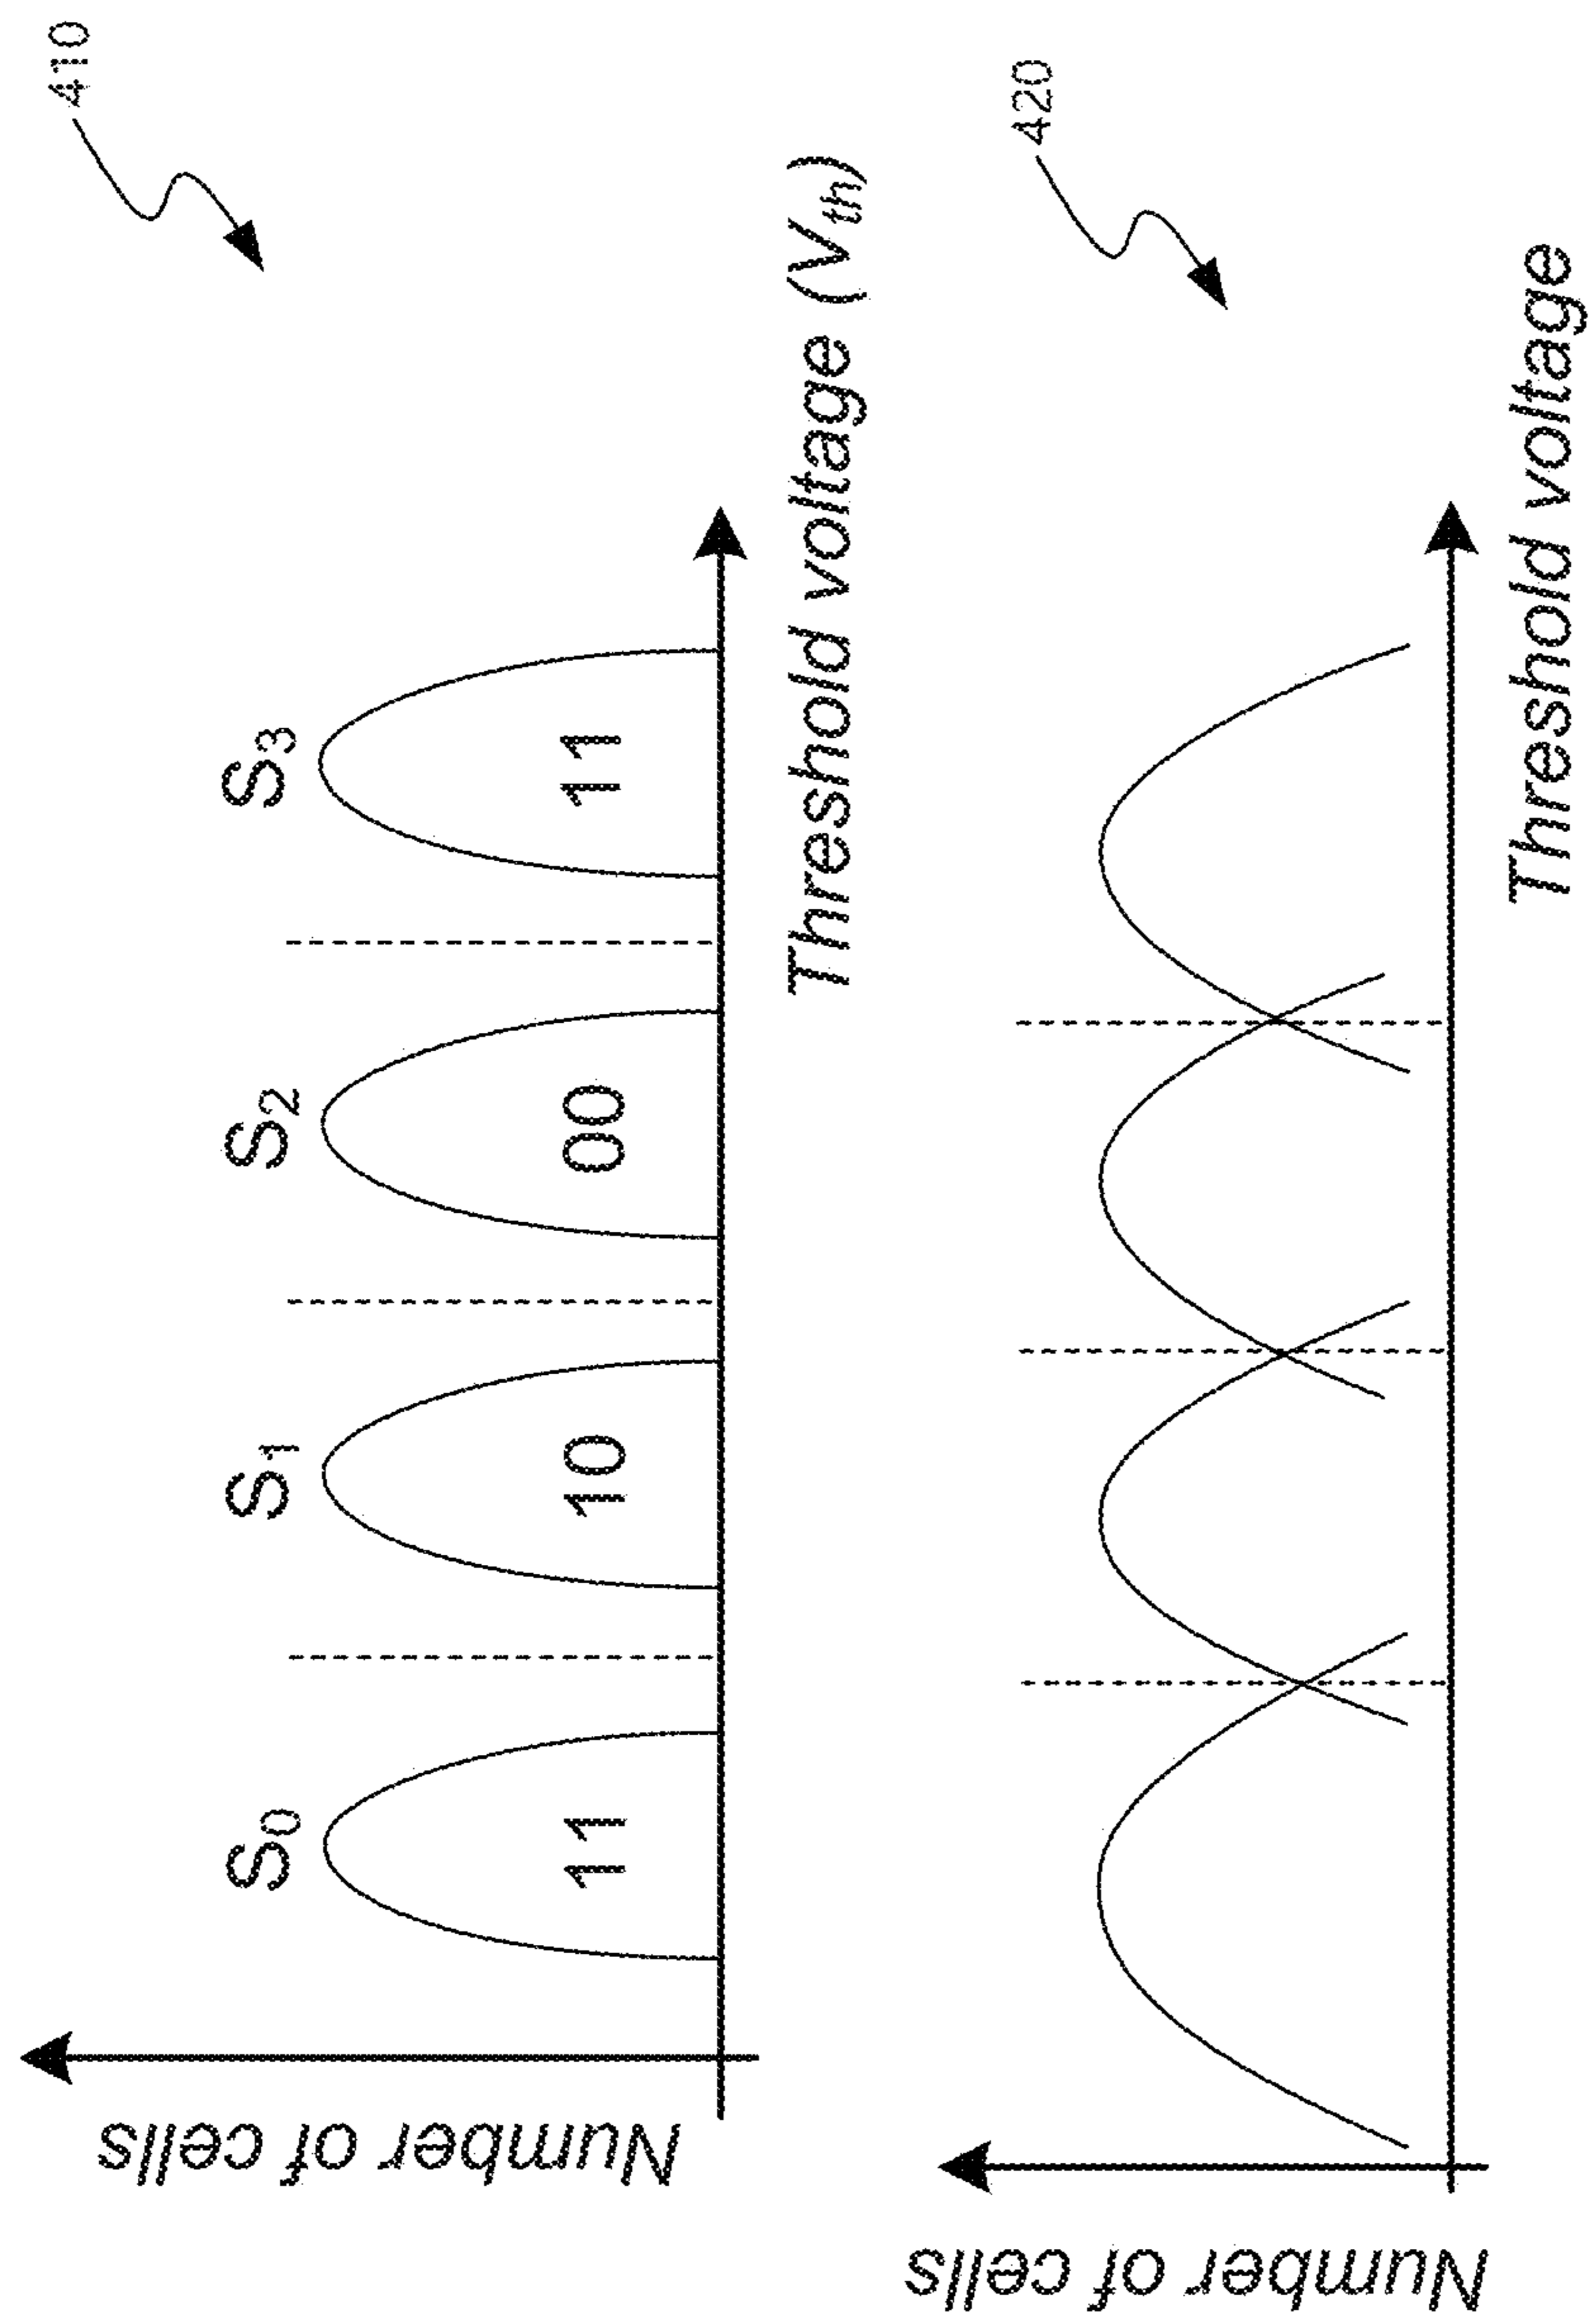 410
S0
S1
S2
S3
11
10
00
11
Number of cells
Threshold voltage (Vth)
420
Number of cells
Threshold voltage